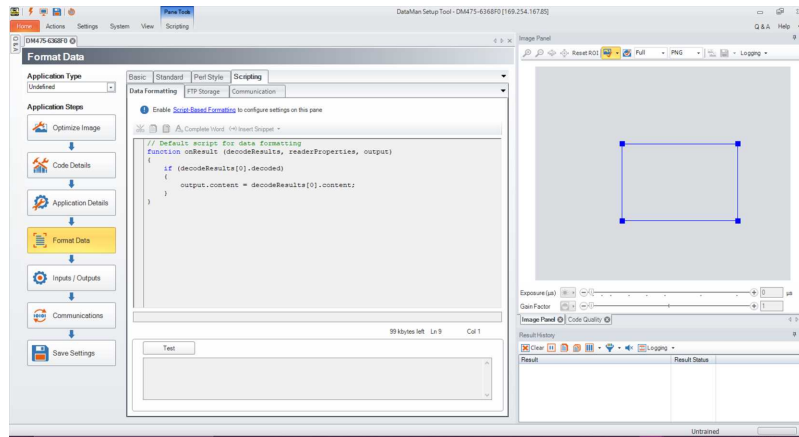 Pane Tools
DataMan Setup Tool - DM475-6368F0 [169.254.167.85]
Home Actions Settings System View Scripting
Q & A Help
DM475-6368F0
Format Data
Application Type
Undefined
Application Steps
Optimize Image
Code Details
Application Details
Format Data
Inputs / Outputs
Communications
Save Settings
Basic Standard Perl Style Scripting
Data Formatting FTP Storage Communication
Enable Script-Based Formatting to configure settings on this pane
Complete Word Insert Snippet
// Default script for data formatting
function onResult (decodeResults, readerProperties, output)
{
if (decodeResults[0].decoded)
{
output.content = decodeResults[0].content;
}
}
99 kbytes left Ln 9 Col 1
Test
Image Panel
Reset ROI Full PNG Logging
Exposure (µs) 0 µs
Gain Factor 1
Image Panel Code Quality
Result History
Clear Logging
Result Result Status
Untrained